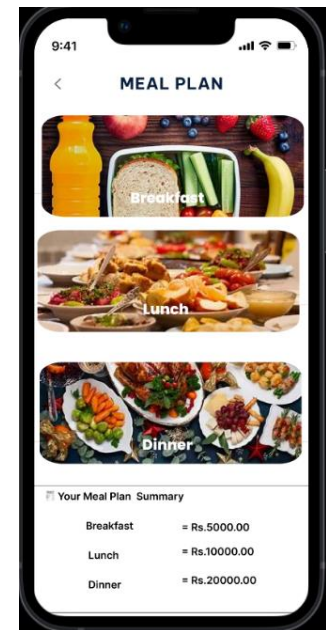 9:41
MEAL PLAN
Breakfast
Lunch
Dinner
Your Meal Plan Summary
Breakfast = Rs.5000.00
Lunch = Rs.10000.00
Dinner = Rs.20000.00